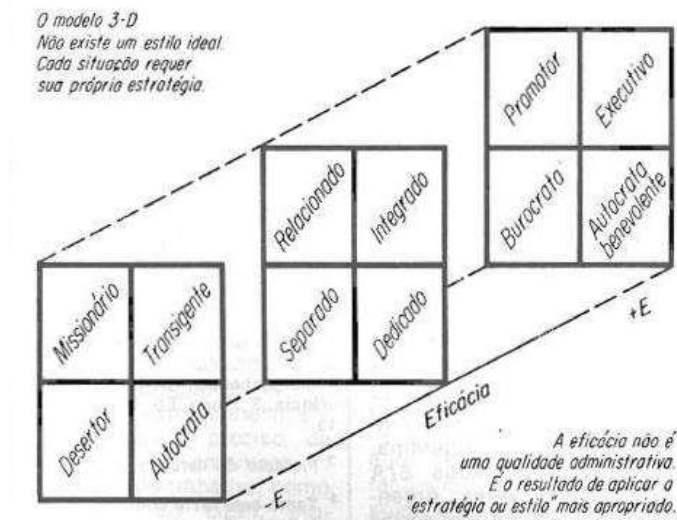 O modelo 3-D
Não existe um estilo ideal.
Cada situação requer
sua própria estratégia.
Promotor
Executivo
Burocrata
Autocrata
benevolente
Relacionado
Integrado
Separado
Dedicado
Missionário
Transigente
Desertor
Autocrata
-E
Eficácia
+E
A eficácia não é
uma qualidade administrativa.
E o resultado de aplicar a
"estratégia ou estilo" mais apropriado.